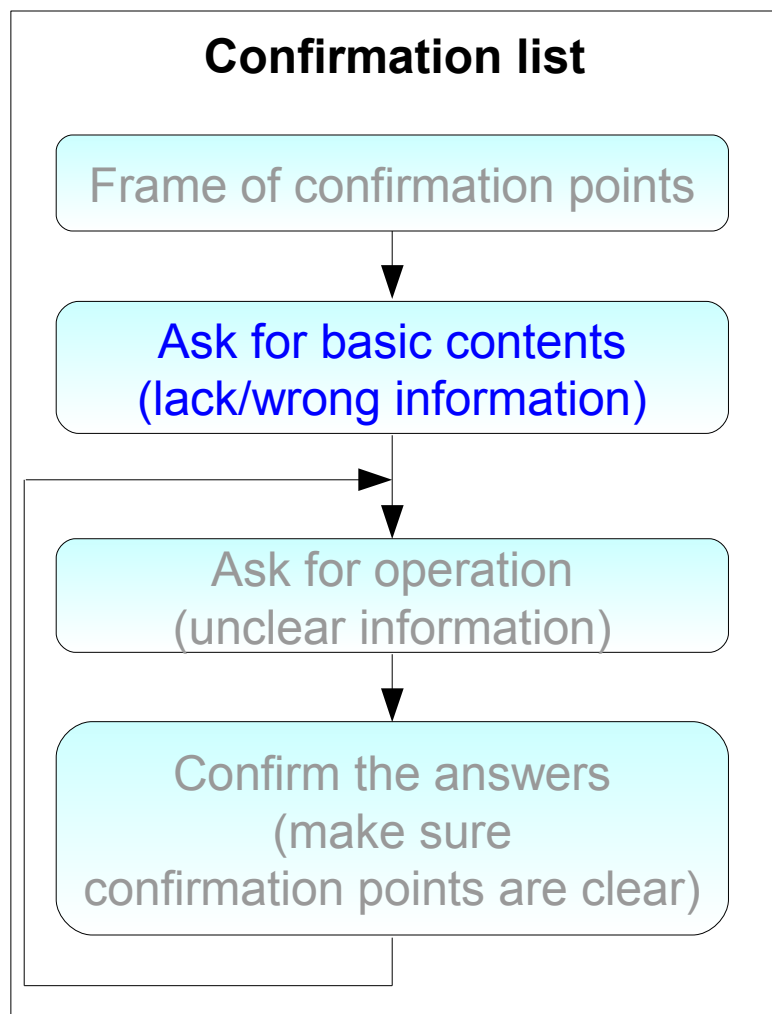 Confirmation list
Frame of confirmation points
Ask for basic contents
(lack/wrong information)
Ask for operation
(unclear information)
Confirm the answers
(make sure
confirmation points are clear)